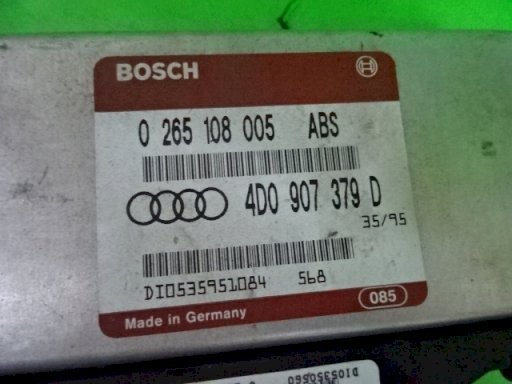 BOSCH
0 265 108 005 ABS
4D0 907 379 D
35/95
DI0535951084 568
085
Made in Germany